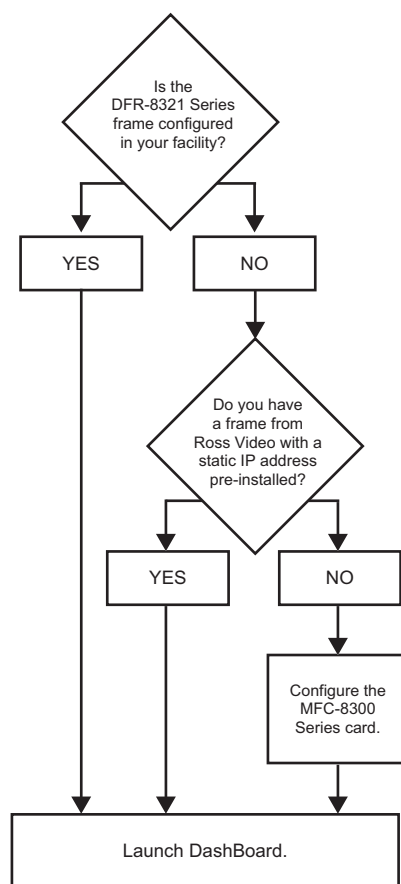 Is the
DFR-8321 Series
frame configured
in your facility?
YES
NO
Do you have
a frame from
Ross Video with a
static IP address
pre-installed?
YES
NO
Configure the
MFC-8300
Series card.
Launch DashBoard.